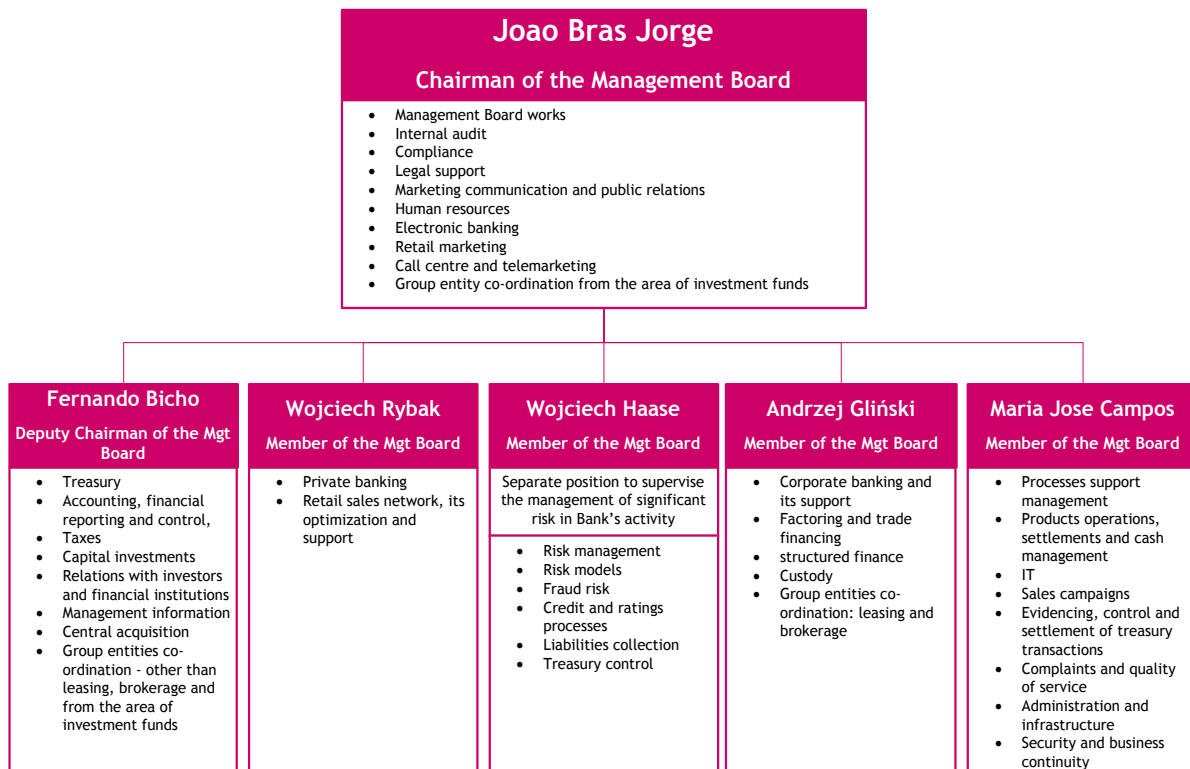 Joao Bras Jorge
Chairman of the Management Board
• Management Board works
• Internal audit
• Compliance
• Legal support
• Marketing communication and public relations
• Human resources
• Electronic banking
• Retail marketing
• Call centre and telemarketing
• Group entity co-ordination from the area of investment funds
Fernando Bicho
Deputy Chairman of the Mgt
Board
• Treasury
• Accounting, financial
reporting and control,
• Taxes
• Capital investments
• Relations with investors
and financial institutions
• Management information
• Central acquisition
• Group entities co-
ordination - other than
leasing, brokerage and
from the area of
investment funds
Wojciech Rybak
Member of the Mgt Board
• Private banking
• Retail sales network, its
optimization and
support
Wojciech Haase
Member of the Mgt Board
Separate position to supervise
the management of significant
risk in Bank’s activity
• Risk management
• Risk models
• Fraud risk
• Credit and ratings
processes
• Liabilities collection
• Treasury control
Andrzej Gliński
Member of the Mgt Board
• Corporate banking and
its support
• Factoring and trade
financing
• structured finance
• Custody
• Group entities co-
ordination: leasing and
brokerage
Maria Jose Campos
Member of the Mgt Board
• Processes support
management
• Products operations,
settlements and cash
management
• IT
• Sales campaigns
• Evidencing, control and
settlement of treasury
transactions
• Complaints and quality
of service
• Administration and
infrastructure
• Security and business
continuity